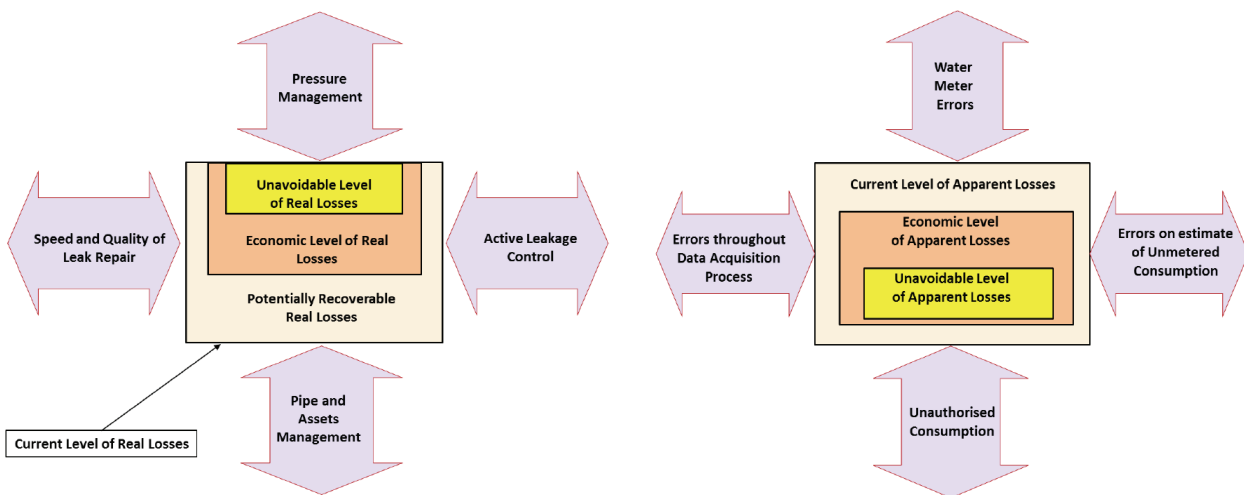 Pressure
Management
Unavoidable Level
of Real Losses
Speed and Quality of
Leak Repair
Economic Level of Real
Losses
Active Leakage
Control
Potentially Recoverable
Real Losses
Pipe and
Assets
Management
Current Level of Real Losses
Water
Meter
Errors
Current Level of Apparent Losses
Errors throughout
Data Acquisition
Process
Economic Level
of Apparent Losses
Unavoidable Level
of Apparent Losses
Errors on estimate
of Unmetered
Consumption
Unauthorised
Consumption